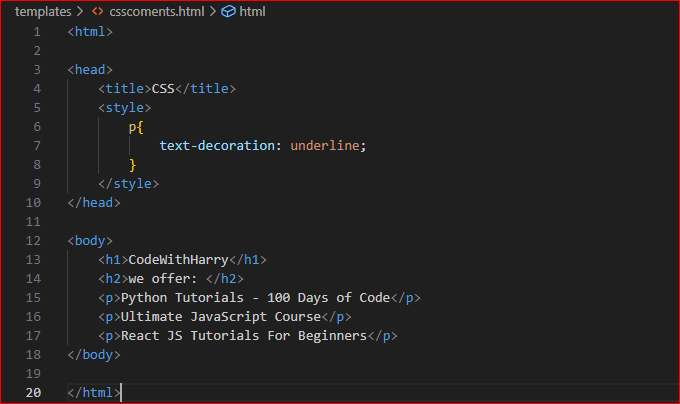 templates > <> csscoments.html > html
1 <html>
2
3 <head>
4     <title>CSS</title>
5     <style>
6         p{
7             text-decoration: underline;
8         }
9     </style>
10 </head>
11
12 <body>
13     <h1>CodeWithHarry</h1>
14     <h2>we offer: </h2>
15     <p>Python Tutorials - 100 Days of Code</p>
16     <p>Ultimate JavaScript Course</p>
17     <p>React JS Tutorials For Beginners</p>
18 </body>
19
20 </html>